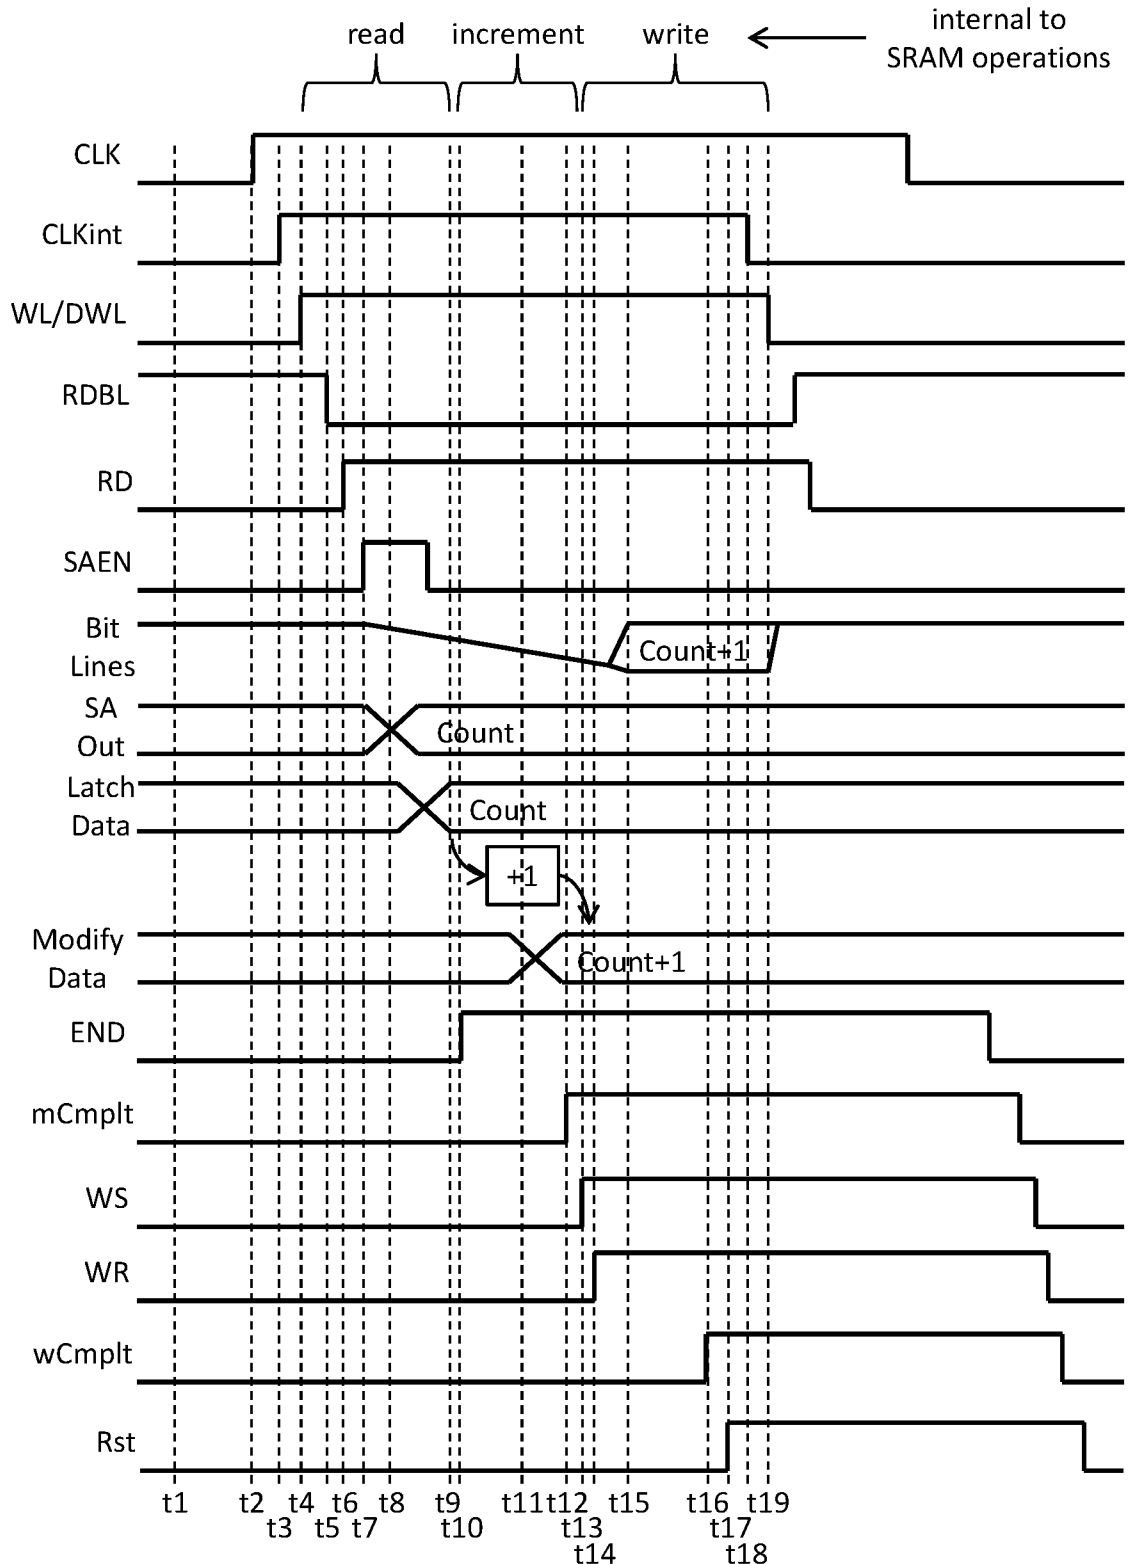 internal to
read increment write SRAM operations
CLK
CLKint
WL/DWL
RDBL
RD
SAEN
Bit
Lines Count+1
SA
Out Count
Latch
Data Count
+1
Modify
Data Count+1
END
mCmplt
WS
WR
wCmplt
Rst
t1 t2 t4 t6 t8 t9 t11 t12 t15 t16 t19
t3 t5 t7 t10 t13 t17
t14 t18